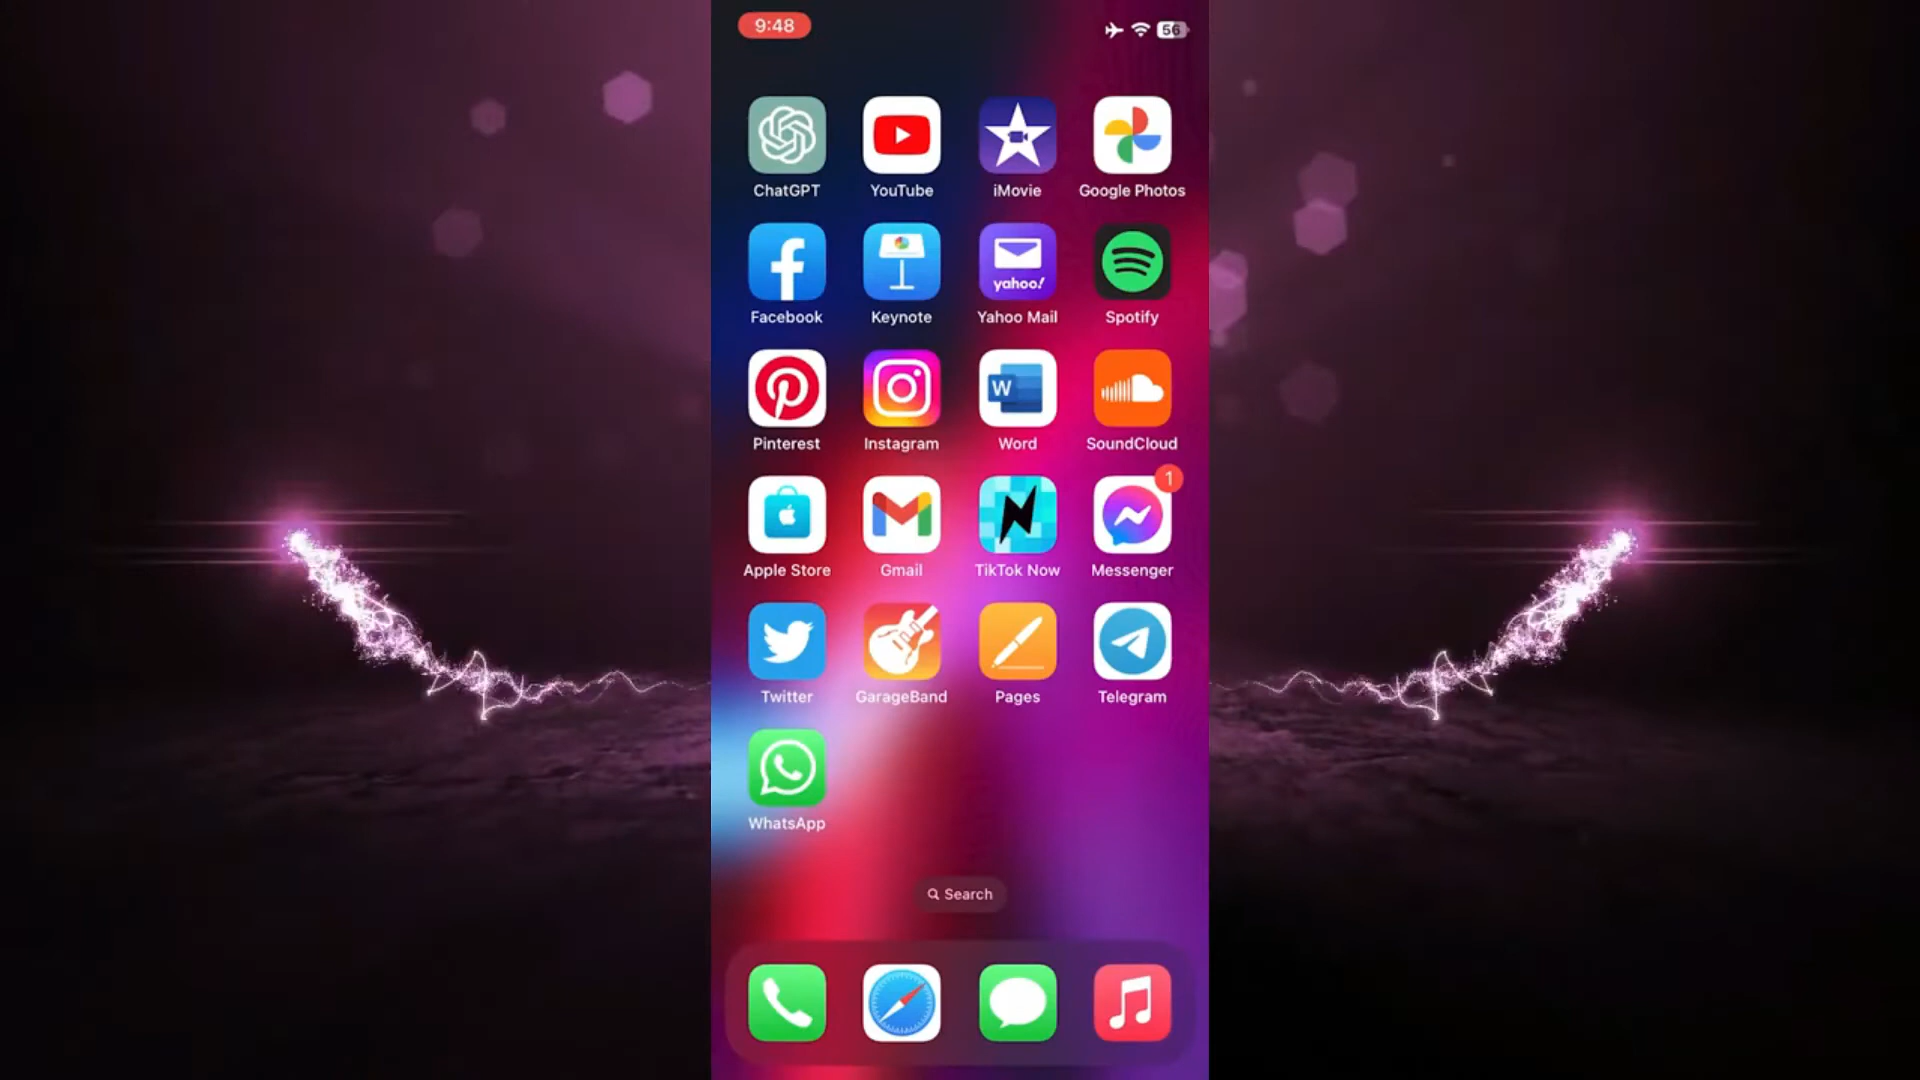 9:48
56
ChatGPT YouTube iMovie Google Photos
yahoo!
Facebook Keynote Yahoo Mail Spotify
W
Pinterest Instagram Word SoundCloud
1
Apple Store Gmail TikTok Now Messenger
Twitter GarageBand Pages Telegram
WhatsApp
Search